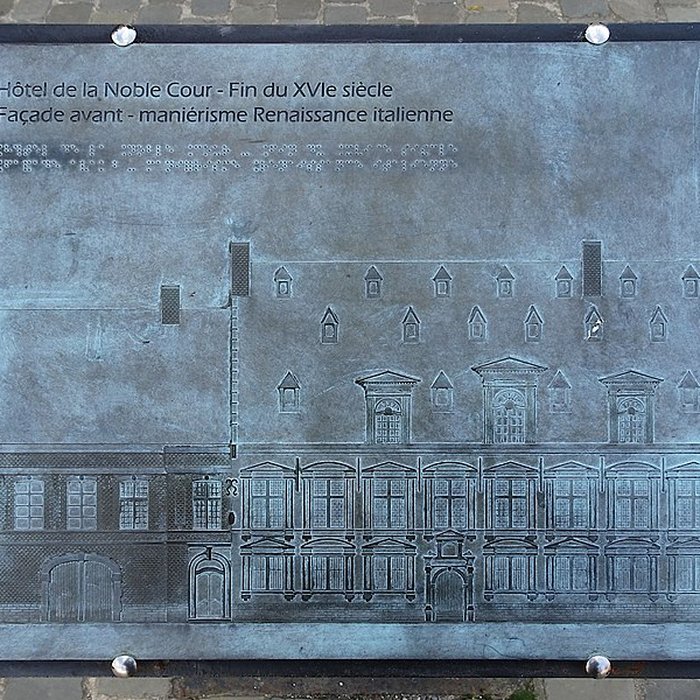 Hôtel de la Noble Cour - Fin du XVIe siècle
Façade avant - maniérisme Renaissance italienne